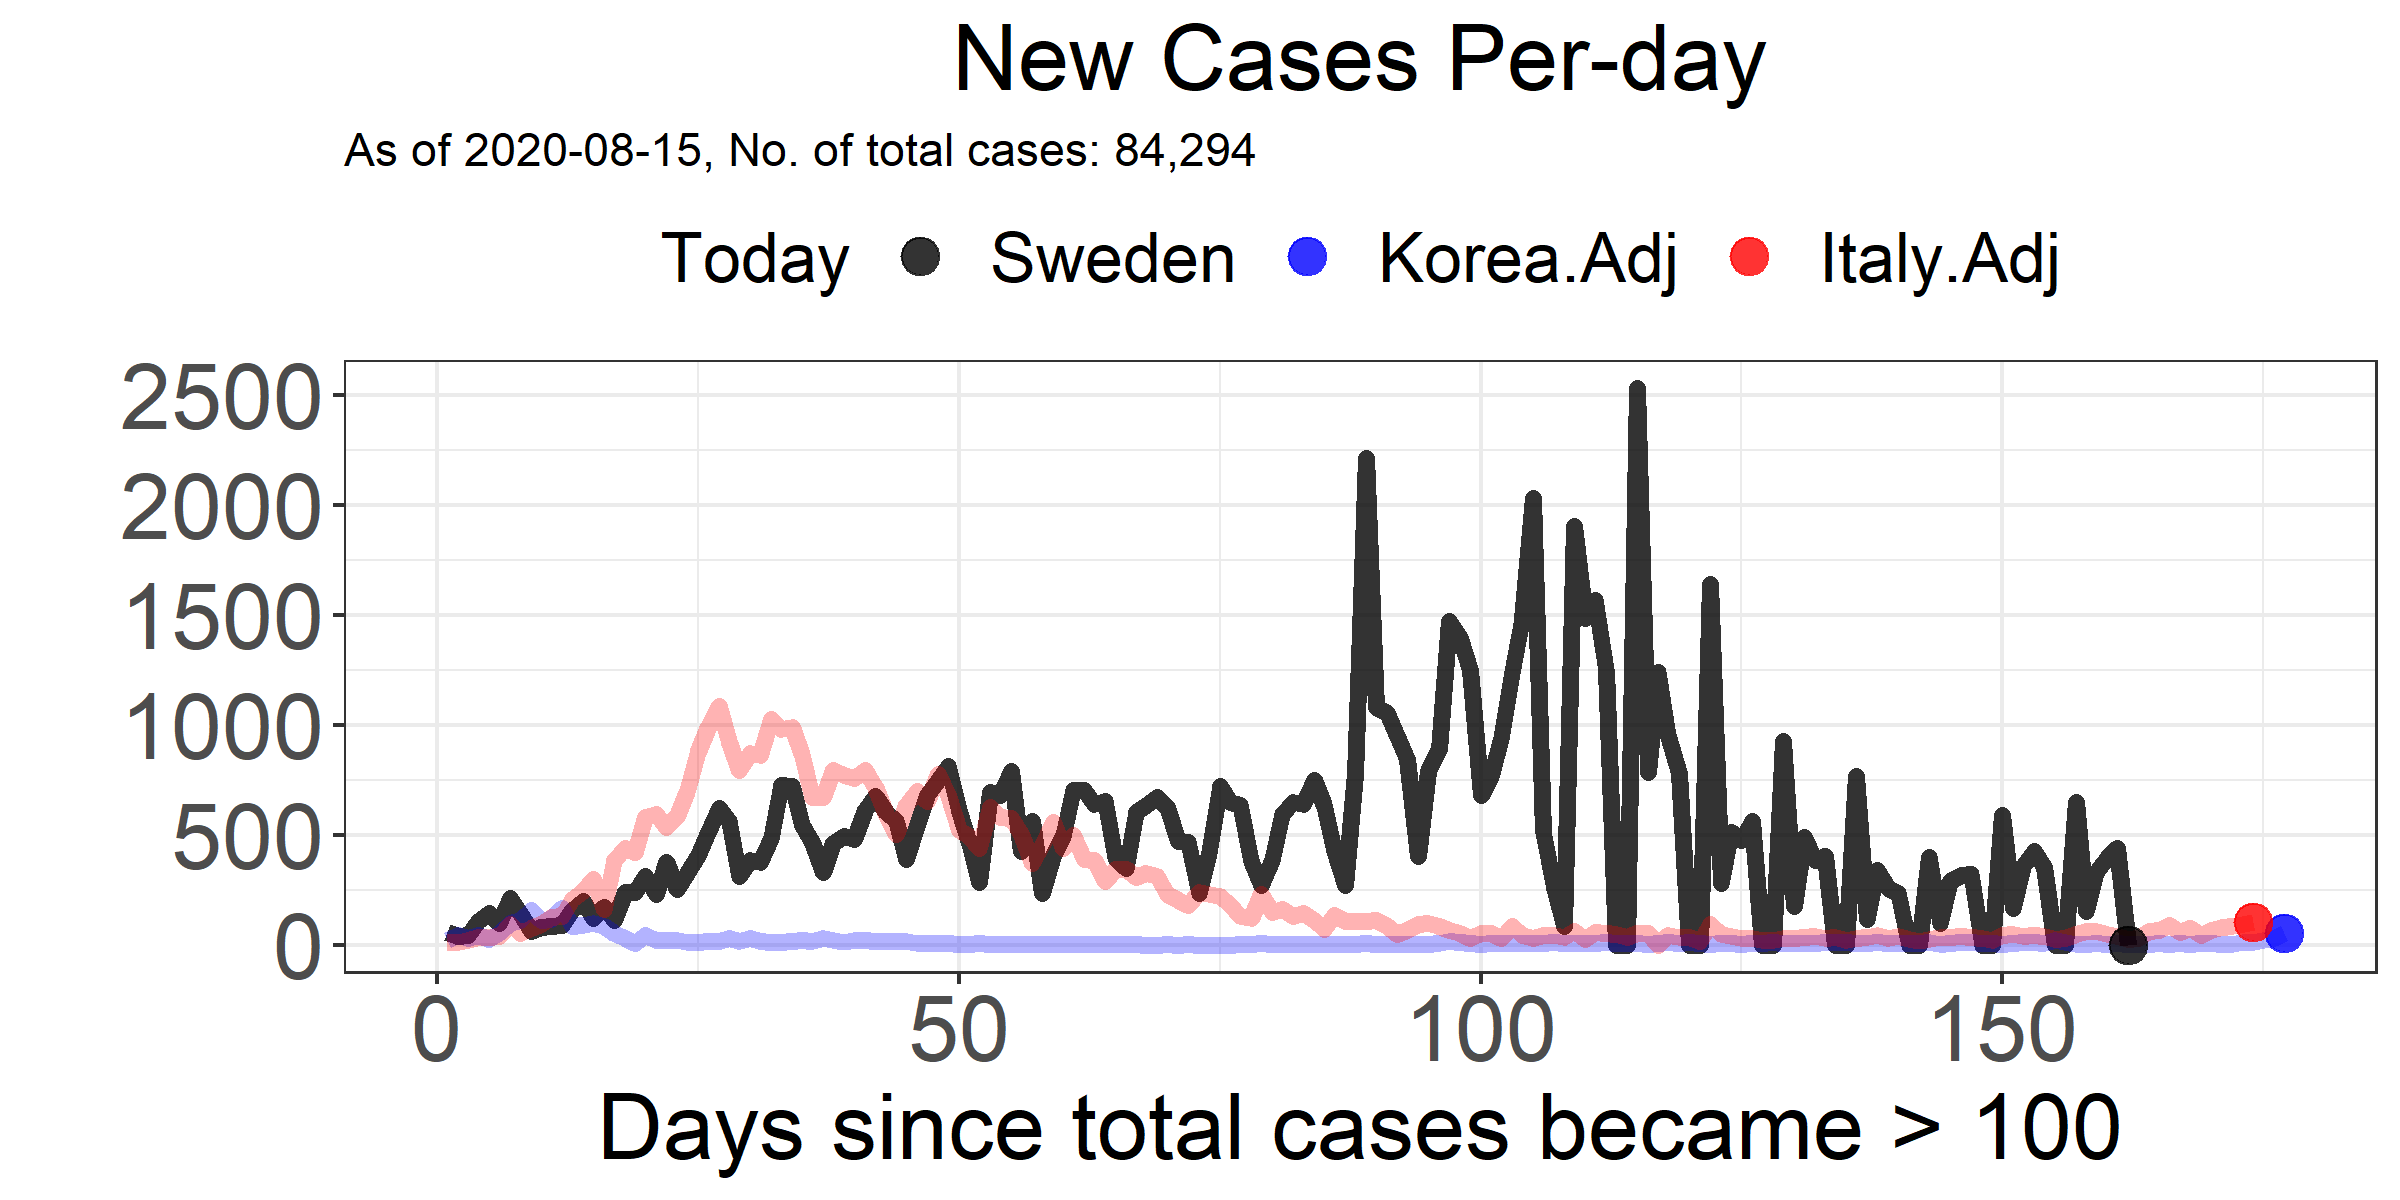 New Cases Per-day
As of 2020-08-15, No. of total cases: 84,294
Today Sweden Korea.Adj Italy.Adj
2500
2000
1500
1000
500
0
0 50 100 150
Days since total cases became > 100